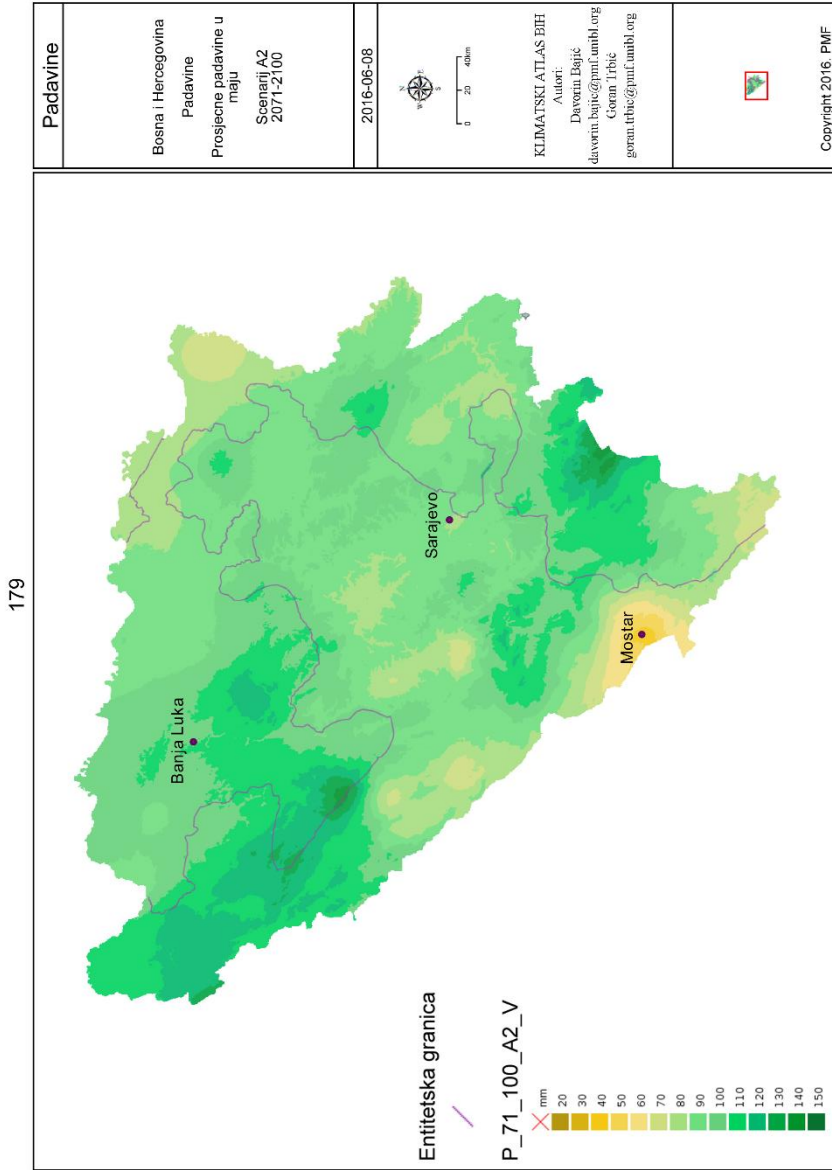 179
Padavine
Bosna i Hercegovina
Padavine
Prosjecne padavine u
maju
Scenarij A2
2071-2100
2016-06-08
N
W
E
S
0 20 40km
KLIMATSKI ATLAS BIH
Autori:
Davorin Bajić
davorin.bajic@pmf.unibl.org
Goran Trbić
goran.trbic@pmf.unibl.org
Copyright 2016. PMF
Banja Luka
Sarajevo
Mostar
Entitetska granica
P_71_100_A2_V
mm
20
30
40
50
60
70
80
90
100
110
120
130
140
150